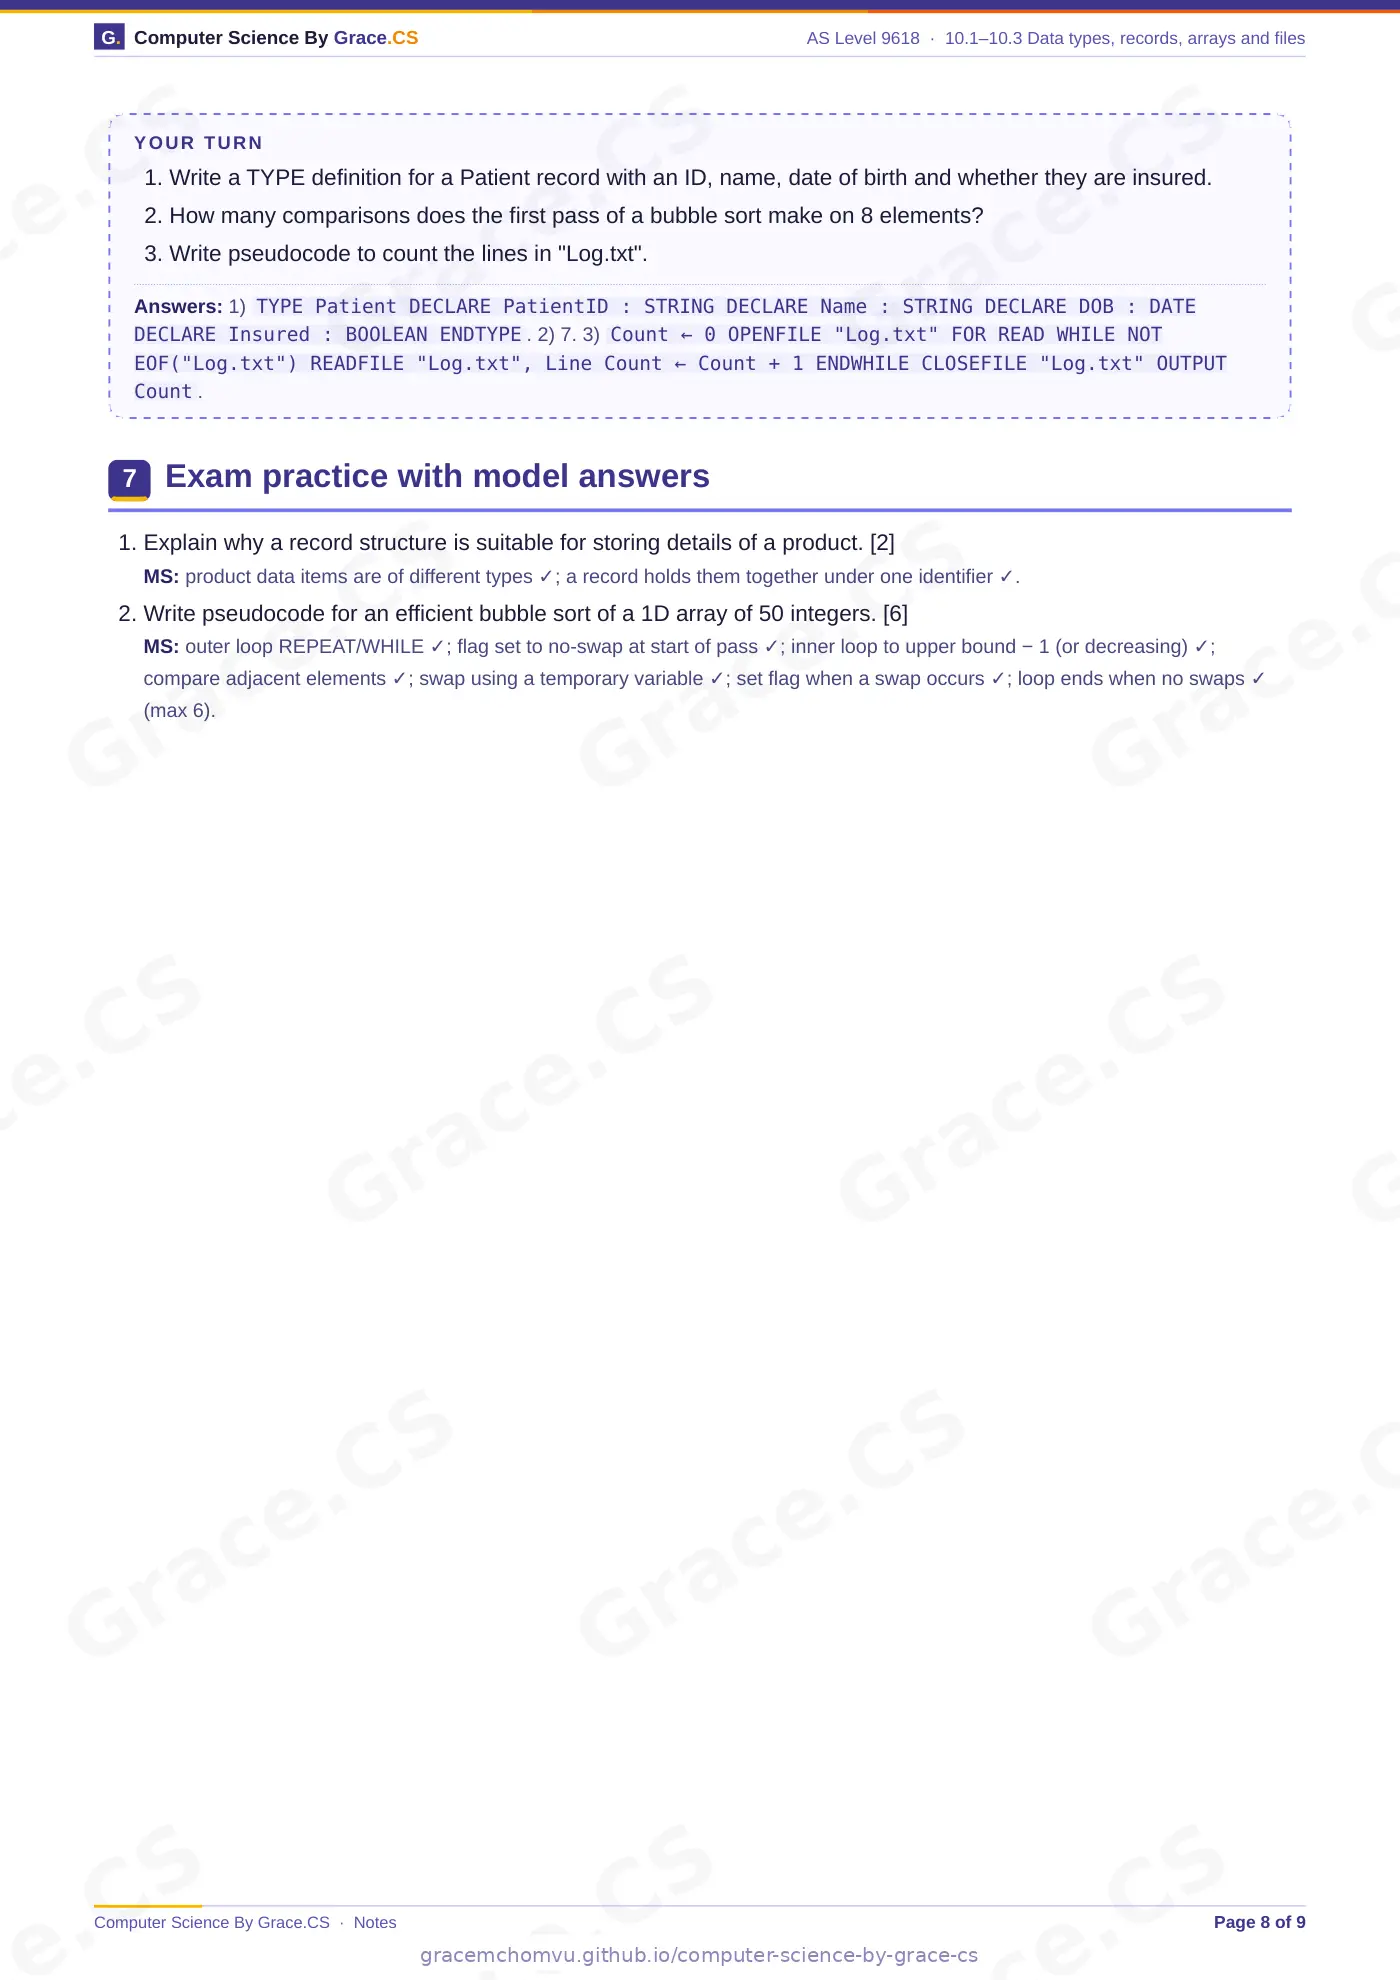 G. Computer Science By Grace.CS
AS Level 9618 · 10.1–10.3 Data types, records, arrays and files
YOUR TURN
1. Write a TYPE definition for a Patient record with an ID, name, date of birth and whether they are insured.
2. How many comparisons does the first pass of a bubble sort make on 8 elements?
3. Write pseudocode to count the lines in "Log.txt".
Answers: 1) TYPE Patient DECLARE PatientID : STRING DECLARE Name : STRING DECLARE DOB : DATE
DECLARE Insured : BOOLEAN ENDTYPE . 2) 7. 3) Count ← 0 OPENFILE "Log.txt" FOR READ WHILE NOT
EOF("Log.txt") READFILE "Log.txt", Line Count ← Count + 1 ENDWHILE CLOSEFILE "Log.txt" OUTPUT
Count .
7 Exam practice with model answers
1. Explain why a record structure is suitable for storing details of a product. [2]
MS: product data items are of different types ✓; a record holds them together under one identifier ✓.
2. Write pseudocode for an efficient bubble sort of a 1D array of 50 integers. [6]
MS: outer loop REPEAT/WHILE ✓; flag set to no-swap at start of pass ✓; inner loop to upper bound − 1 (or decreasing) ✓;
compare adjacent elements ✓; swap using a temporary variable ✓; set flag when a swap occurs ✓; loop ends when no swaps ✓
(max 6).
Computer Science By Grace.CS · Notes
Page 8 of 9
gracemchomvu.github.io/computer-science-by-grace-cs